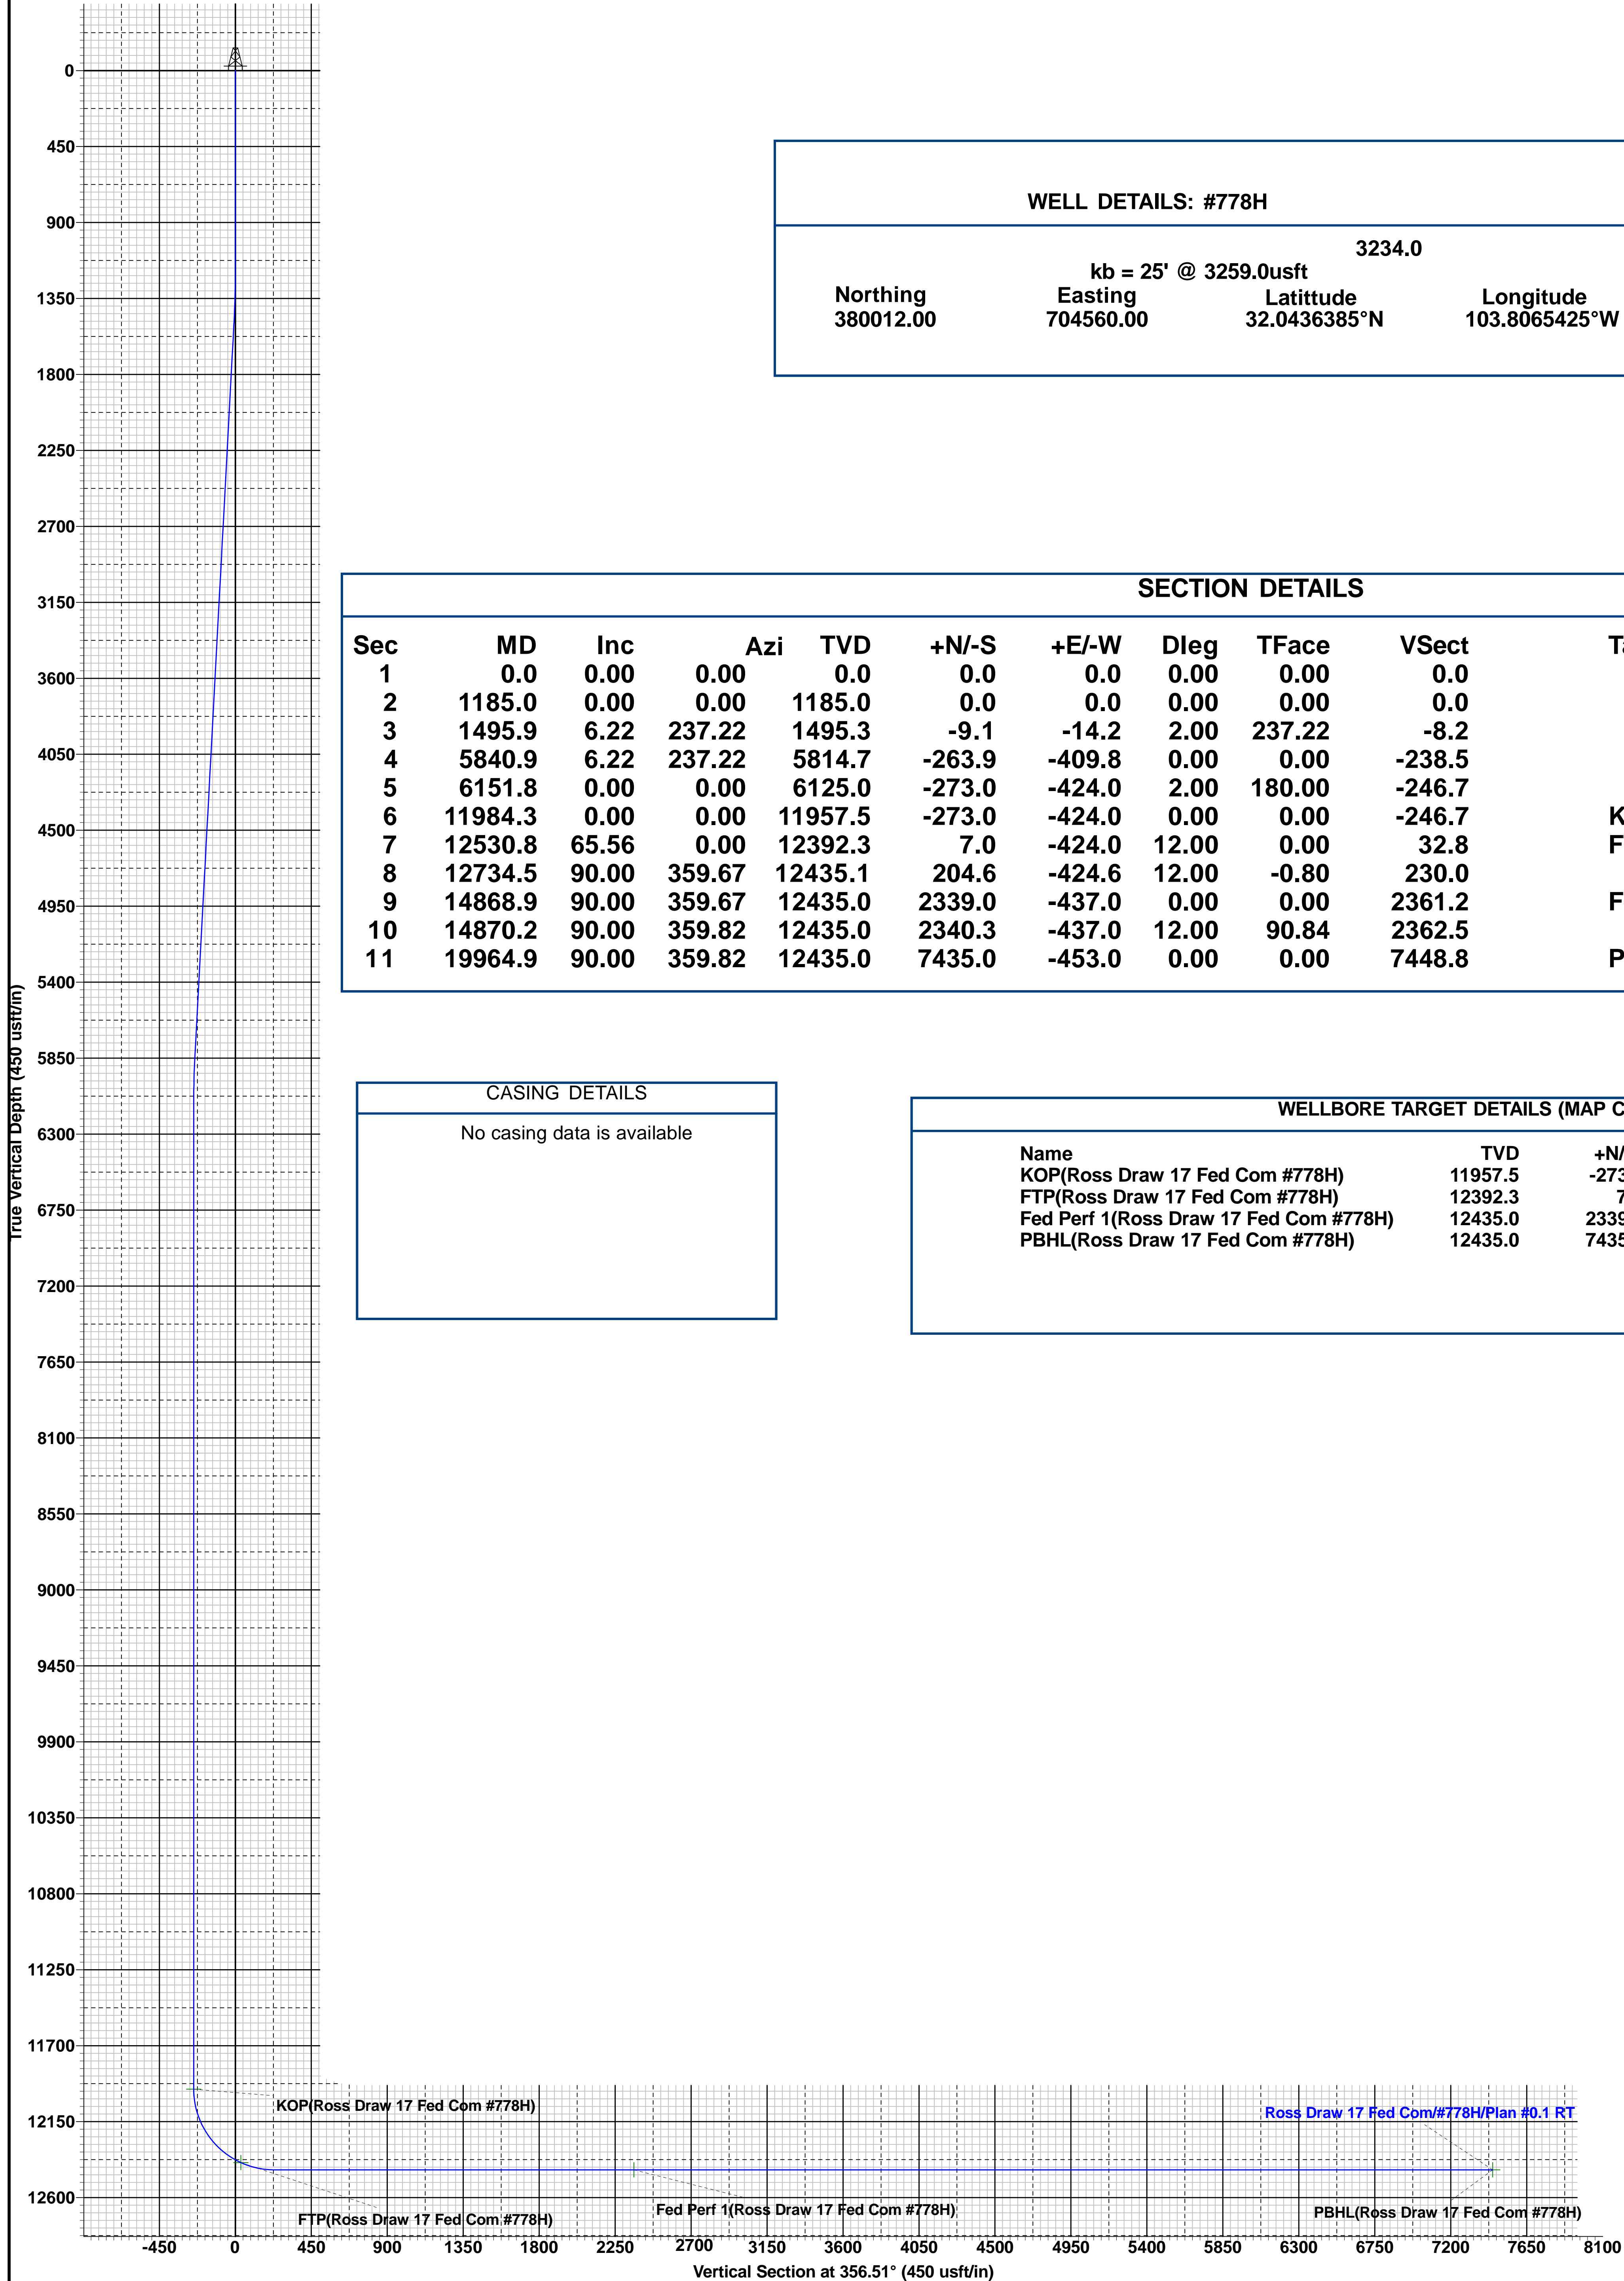 WELL DETAILS: #778H
3234.0
kb = 25' @ 3259.0usft
Northing Easting Latittude Longitude
380012.00 704560.00 32.0436385°N 103.8065425°W
SECTION DETAILS
Sec MD Inc Azi TVD +N/-S +E/-W Dleg TFace VSect Ta
1 0.0 0.00 0.00 0.0 0.0 0.0 0.00 0.00 0.0
2 1185.0 0.00 0.00 1185.0 0.0 0.0 0.00 0.00 0.0
3 1495.9 6.22 237.22 1495.3 -9.1 -14.2 2.00 237.22 -8.2
4 5840.9 6.22 237.22 5814.7 -263.9 -409.8 0.00 0.00 -238.5
5 6151.8 0.00 0.00 6125.0 -273.0 -424.0 2.00 180.00 -246.7
6 11984.3 0.00 0.00 11957.5 -273.0 -424.0 0.00 0.00 -246.7 K
7 12530.8 65.56 0.00 12392.3 7.0 -424.0 12.00 0.00 32.8 F
8 12734.5 90.00 359.67 12435.1 204.6 -424.6 12.00 -0.80 230.0
9 14868.9 90.00 359.67 12435.0 2339.0 -437.0 0.00 0.00 2361.2 F
10 14870.2 90.00 359.82 12435.0 2340.3 -437.0 12.00 90.84 2362.5
11 19964.9 90.00 359.82 12435.0 7435.0 -453.0 0.00 0.00 7448.8 P
CASING DETAILS
No casing data is available
WELLBORE TARGET DETAILS (MAP C
Name TVD +N/
KOP(Ross Draw 17 Fed Com #778H) 11957.5 -273
FTP(Ross Draw 17 Fed Com #778H) 12392.3 7
Fed Perf 1(Ross Draw 17 Fed Com #778H) 12435.0 2339
PBHL(Ross Draw 17 Fed Com #778H) 12435.0 7435
True Vertical Depth (450 usft/in)
0
450
900
1350
1800
2250
2700
3150
3600
4050
4500
4950
5400
5850
6300
6750
7200
7650
8100
8550
9000
9450
9900
10350
10800
11250
11700
12150
12600
KOP(Ross Draw 17 Fed Com #778H)
Ross Draw 17 Fed Com/#778H/Plan #0.1 RT
Fed Perf 1(Ross Draw 17 Fed Com #778H)
PBHL(Ross Draw 17 Fed Com #778H)
FTP(Ross Draw 17 Fed Com #778H)
-450 0 450 900 1350 1800 2250 2700 3150 3600 4050 4500 4950 5400 5850 6300 6750 7200 7650 8100
Vertical Section at 356.51° (450 usft/in)